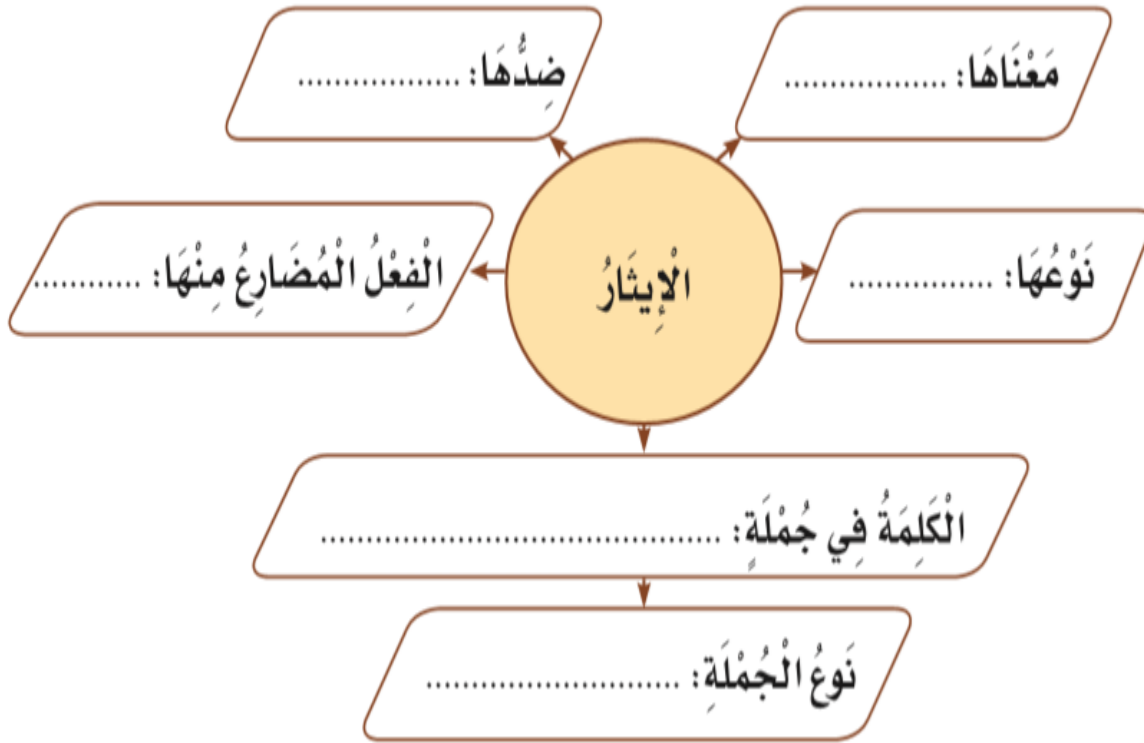 مَعْنَاهَا: ..................
ضِدُّهَا: ..................
نَوْعُهَا: ................
الْإِيثَارُ
الْفِعْلُ الْمُضَارِعُ مِنْهَا: ............
الْكَلِمَةُ فِي جُمْلَةٍ: .............................................
نَوعُ الْجُمْلَةِ: ............................